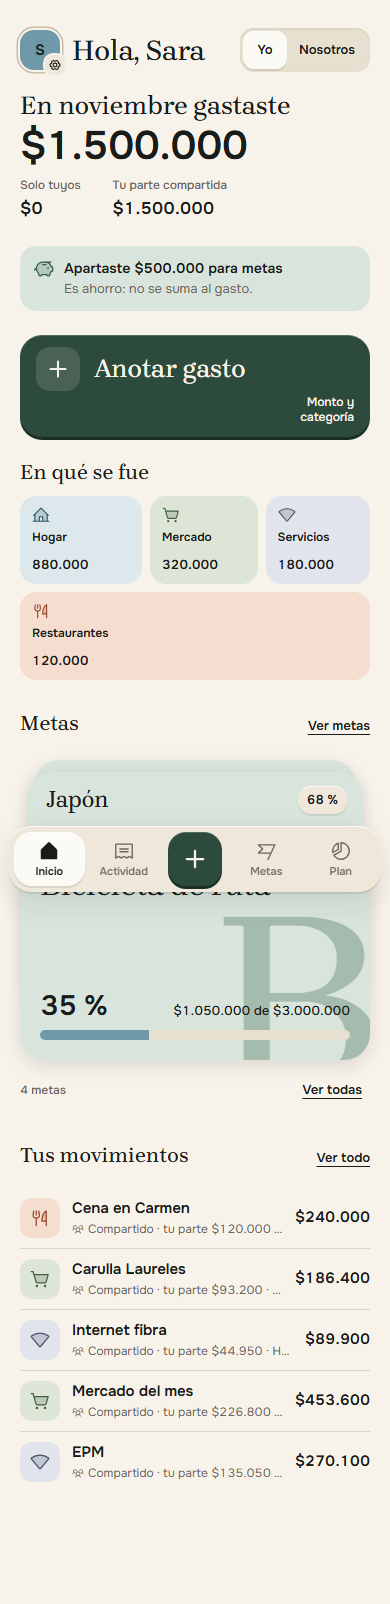 S
Hola, Sara
Yo
Nosotros
En noviembre gastaste
$1.500.000
Solo tuyos
Tu parte compartida
$0
$1.500.000
Apartaste $500.000 para metas
Es ahorro: no se suma al gasto.
Anotar gasto
Monto y
categoría
En qué se fue
Hogar
Mercado
Servicios
880.000
320.000
180.000
Restaurantes
120.000
Metas
Ver metas
Japón
68 %
Inicio
Actividad
Metas
Plan
Bicicleta de ruta
B
35 %
$1.050.000 de $3.000.000
4 metas
Ver todas
Tus movimientos
Ver todo
Cena en Carmen
Compartido · tu parte $120.000 ...
$240.000
Carulla Laureles
Compartido · tu parte $93.200 · ...
$186.400
Internet fibra
Compartido · tu parte $44.950 · H...
$89.900
Mercado del mes
Compartido · tu parte $226.800 ...
$453.600
EPM
Compartido · tu parte $135.050 ...
$270.100